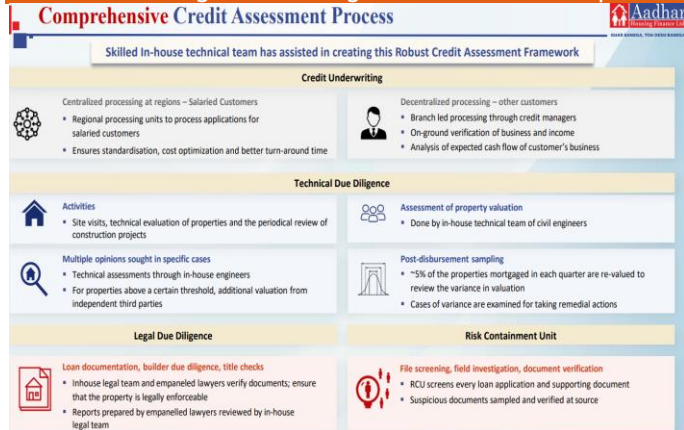 Comprehensive Credit Assessment Process
Aadhar
Housing Finance Ltd
Skilled In-house technical team has assisted in creating this Robust Credit Assessment Framework
Credit Underwriting
Centralized processing at regions – Salaried Customers
▪ Regional processing units to process applications for
salaried customers
▪ Ensures standardisation, cost optimization and better turn-around time
Decentralized processing – other customers
▪ Branch led processing through credit managers
▪ On-ground verification of business and income
▪ Analysis of expected cash flow of customer's business
Technical Due Diligence
Activities
▪ Site visits, technical evaluation of properties and the periodical review of
construction projects
Assessment of property valuation
▪ Done by in-house technical team of civil engineers
Multiple opinions sought in specific cases
▪ Technical assessments through in-house engineers
▪ For properties above a certain threshold, additional valuation from
independent third parties
Post-disbursement sampling
▪ ~5% of the properties mortgaged in each quarter are re-valued to
review the variance in valuation
▪ Cases of variance are examined for taking remedial actions
Legal Due Diligence
Loan documentation, builder due diligence, title checks
▪ Inhouse legal team and empaneled lawyers verify documents; ensure
that the property is legally enforceable
▪ Reports prepared by empanelled lawyers reviewed by in-house
legal team
Risk Containment Unit
File screening, field investigation, document verification
▪ RCU screens every loan application and supporting document
▪ Suspicious documents sampled and verified at source